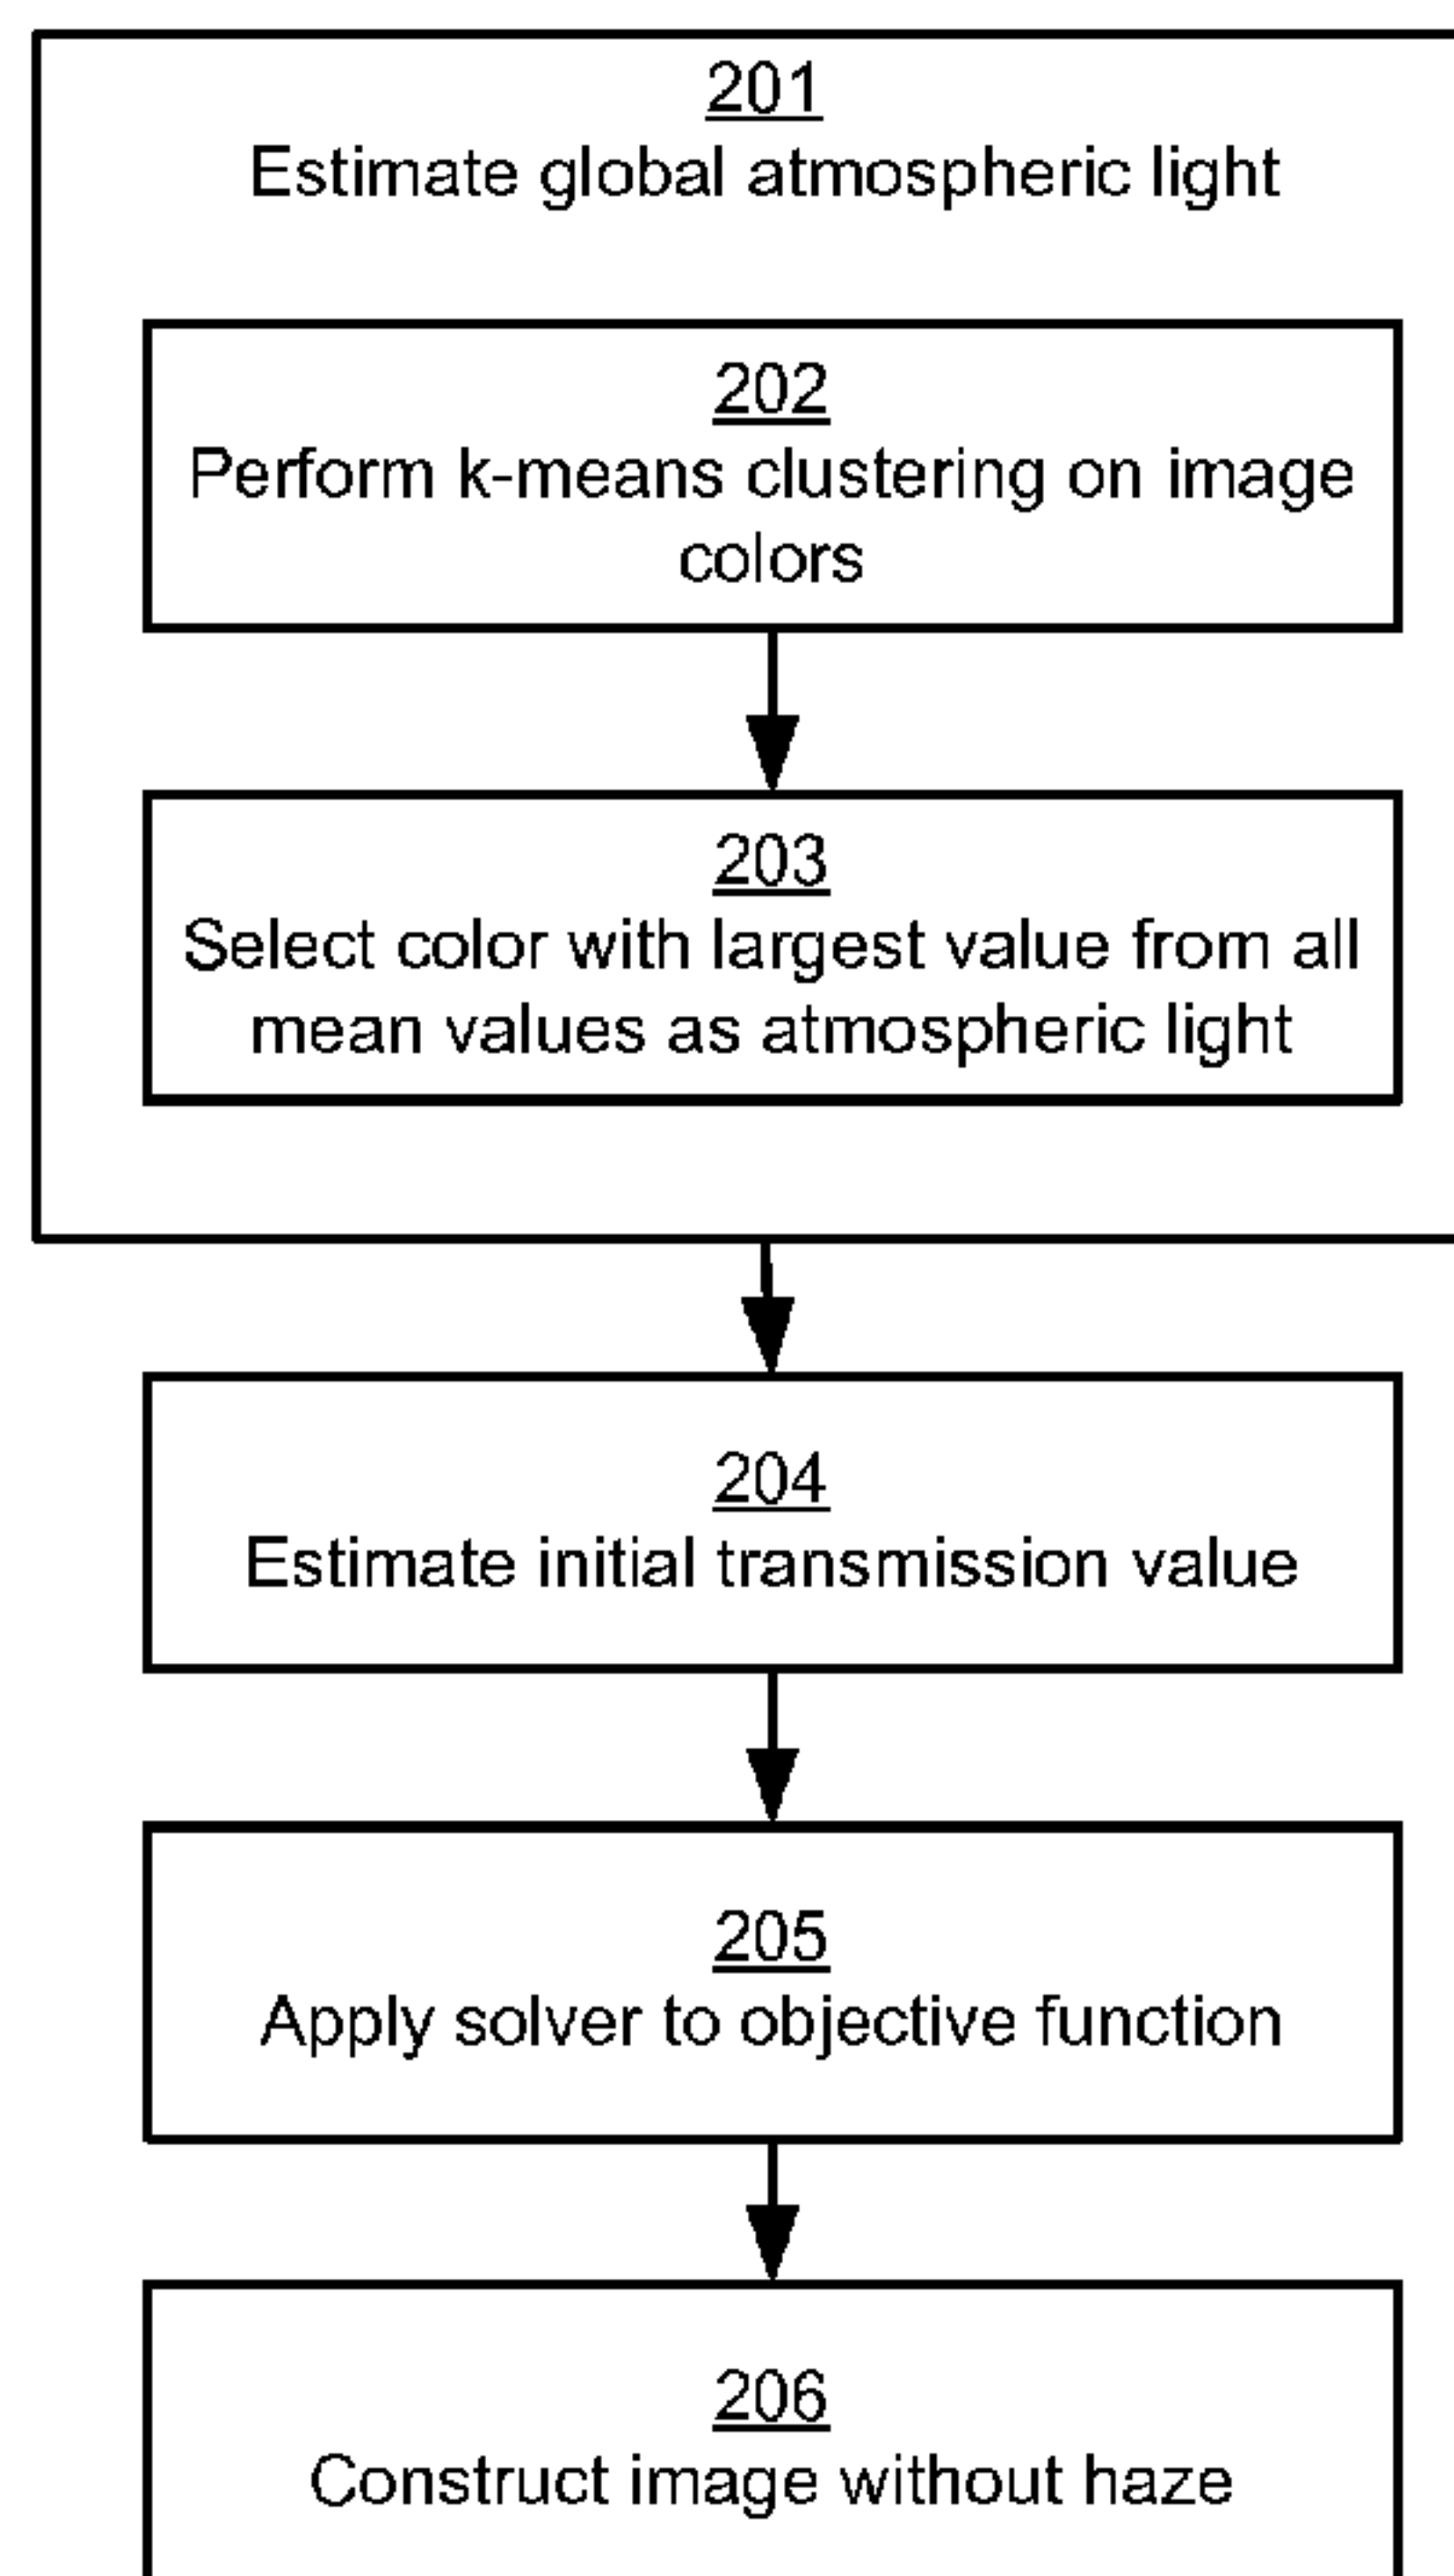 201
Estimate global atmospheric light
202
Perform k-means clustering on image
colors
203
Select color with largest value from all
mean values as atmospheric light
204
Estimate initial transmission value
205
Apply solver to objective function
206
Construct image without haze